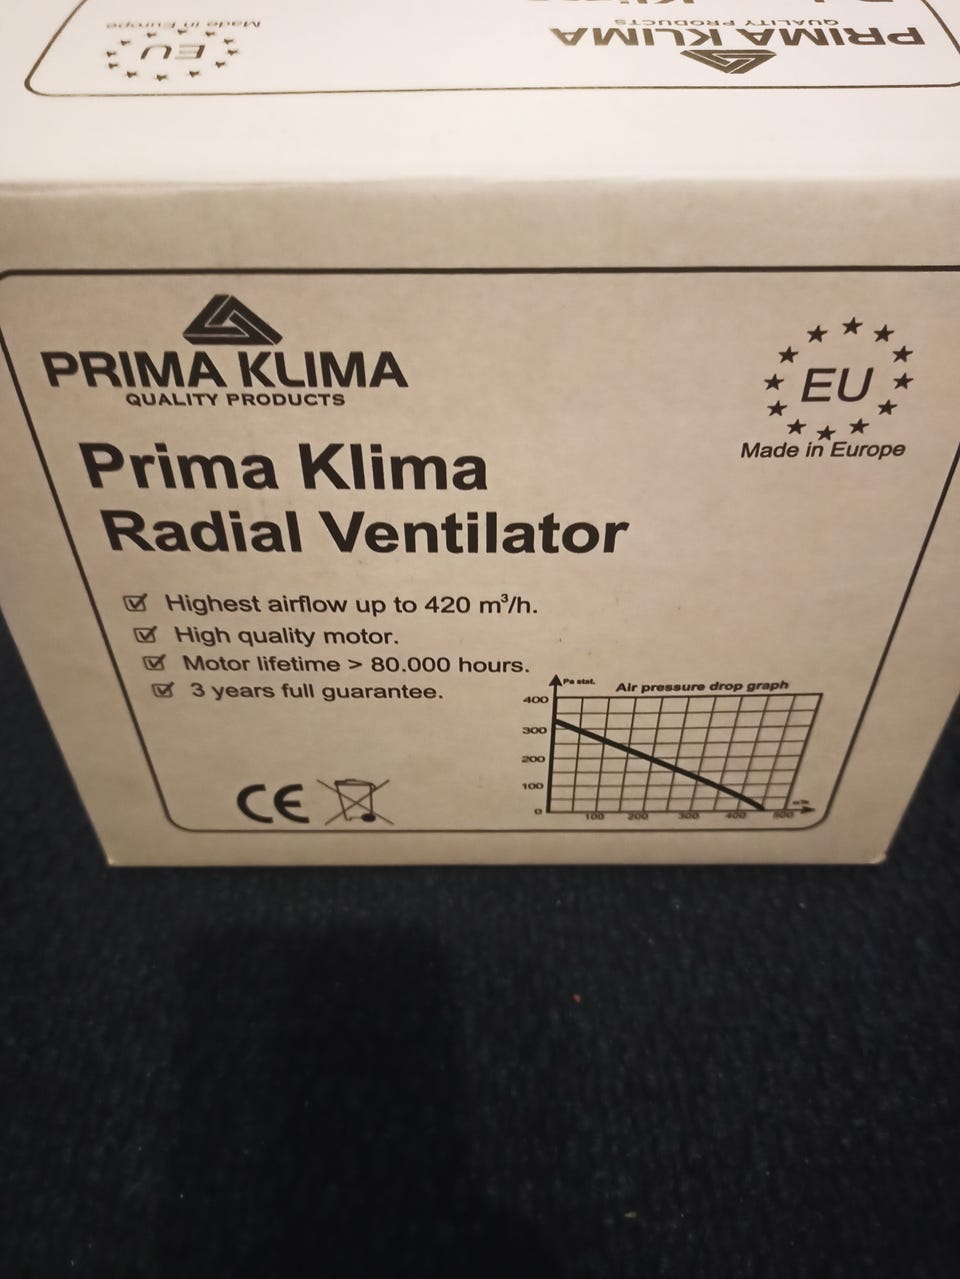 Made in Europe
EU
PRIMA KLIMA
QUALITY PRODUCTS
PRIMA KLIMA
QUALITY PRODUCTS
EU
Made in Europe
Prima Klima
Radial Ventilator
Highest airflow up to 420 m³/h.
High quality motor.
Motor lifetime > 80.000 hours.
3 years full guarantee.
CE
Pa stat.
Air pressure drop graph
400
300
200
100
0
100 200 300 400 500